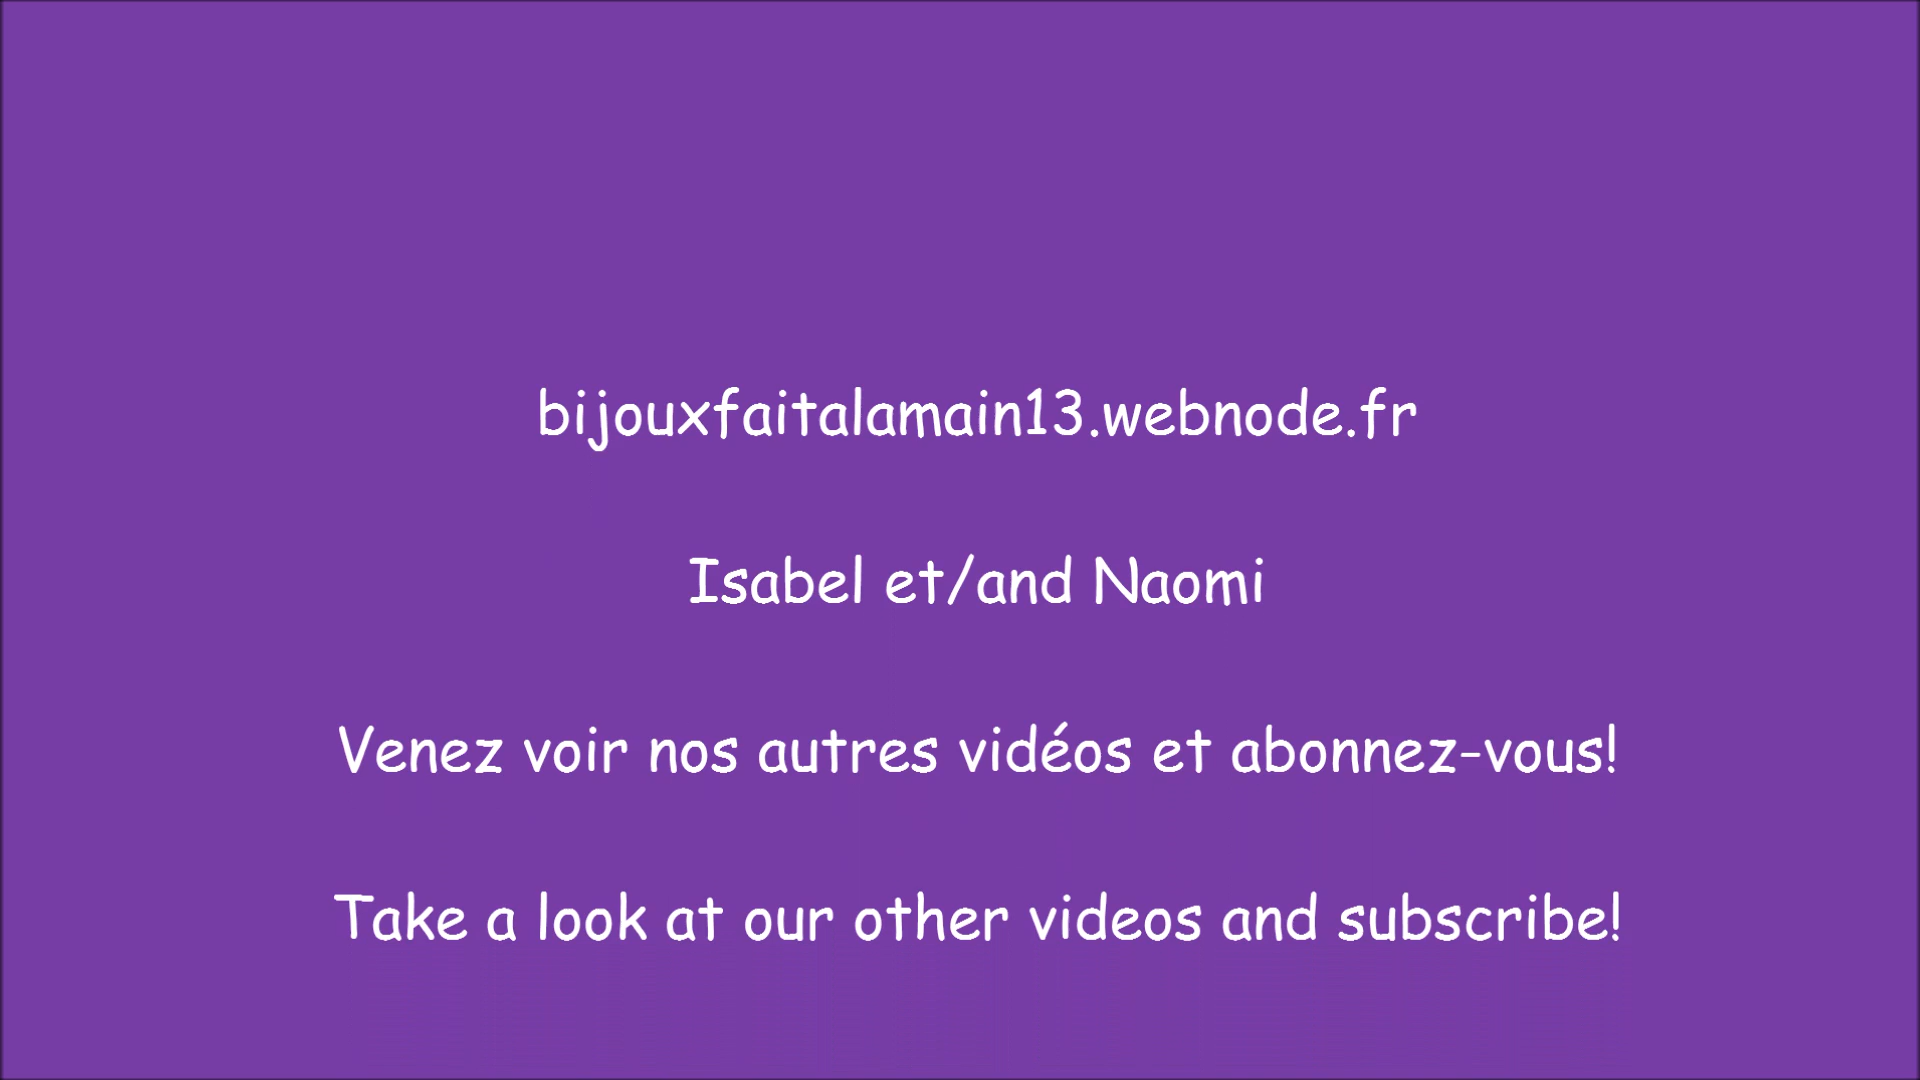 bijouxfaitalamain13.webnode.fr
Isabel et/and Naomi
Venez voir nos autres vidéos et abonnez-vous!
Take a look at our other videos and subscribe!